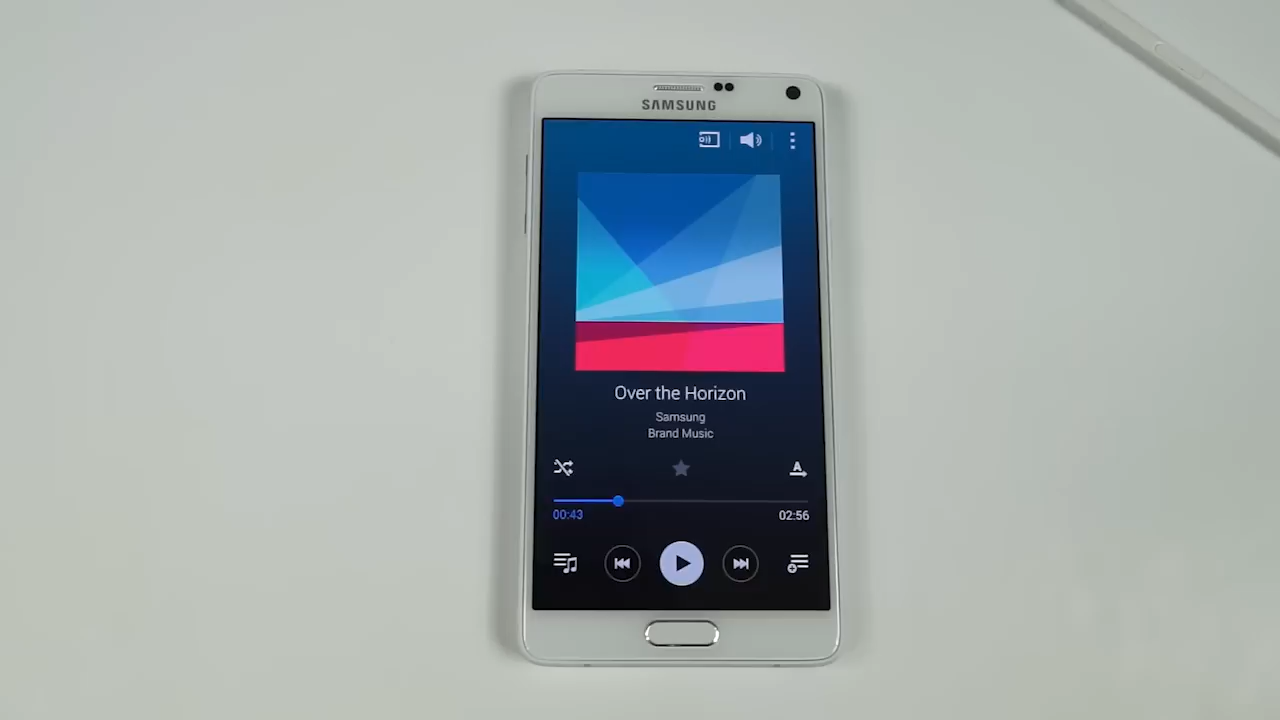 SAMSUNG
Over the Horizon
Samsung
Brand Music
A
00:43
02:56